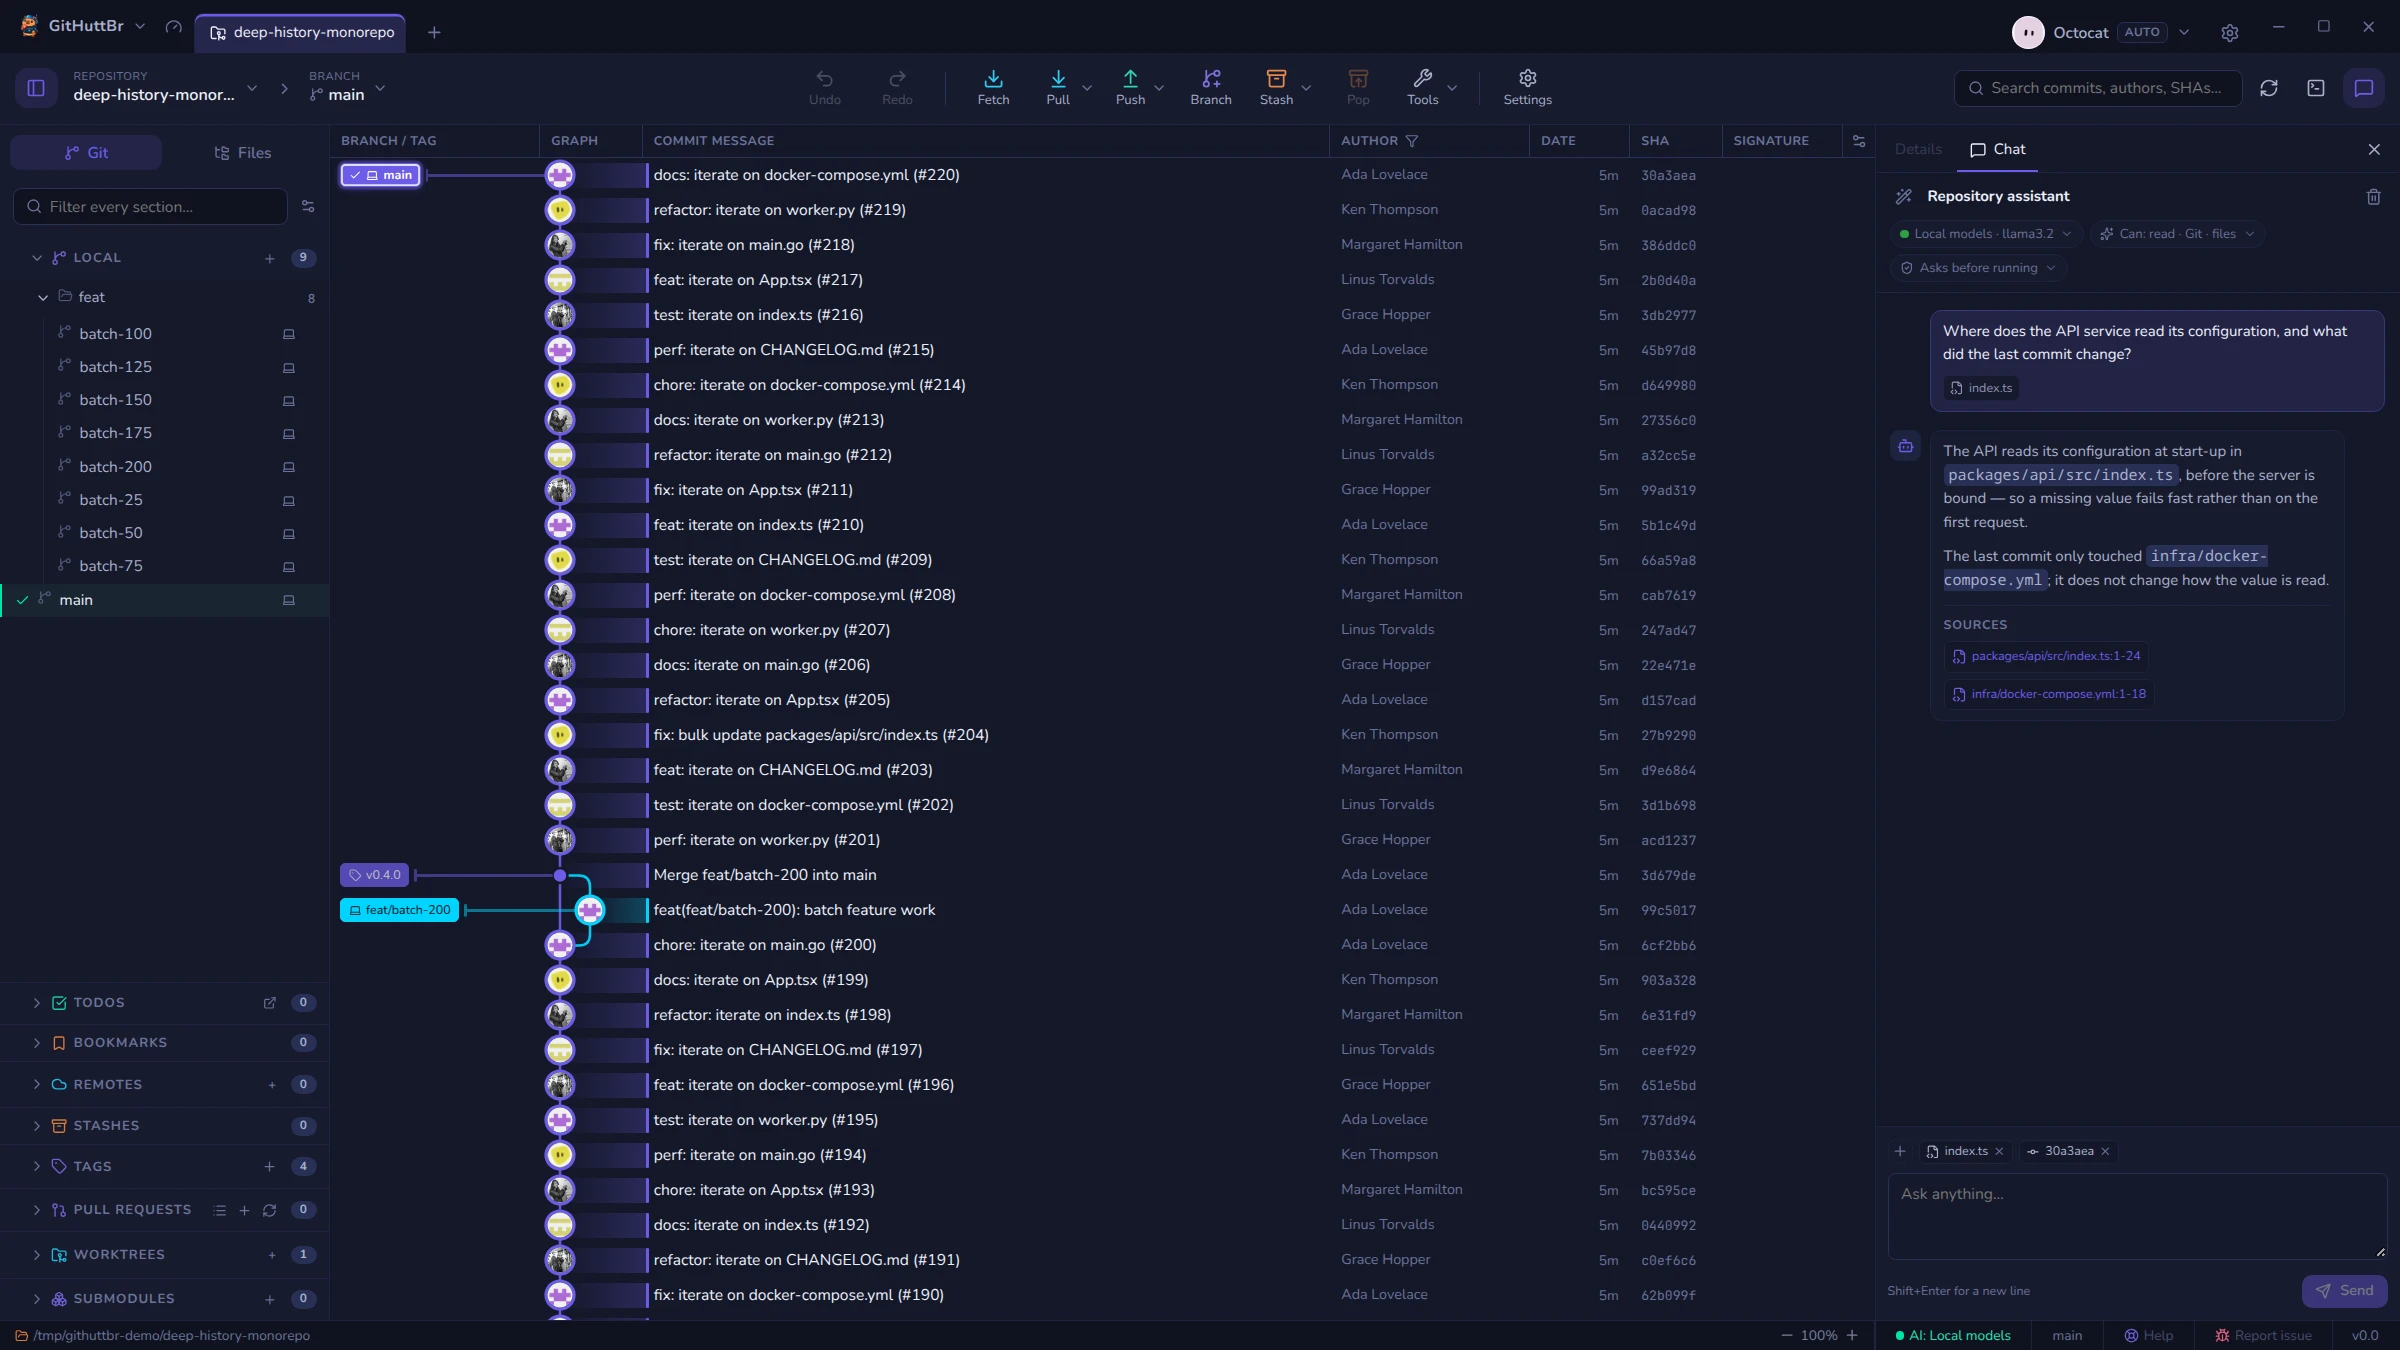 GitHuttBr
deep-history-monorepo
Octocat AUTO
REPOSITORY
deep-history-monor...
BRANCH
main
Undo
Redo
Fetch
Pull
Push
Branch
Stash
Pop
Tools
Settings
Search commits, authors, SHAs...
Git
Files
Filter every section...
LOCAL 9
feat 8
batch-100
batch-125
batch-150
batch-175
batch-200
batch-25
batch-50
batch-75
main
TODOS 0
BOOKMARKS 0
REMOTES 0
STASHES 0
TAGS 4
PULL REQUESTS 0
WORKTREES 1
SUBMODULES 0
BRANCH / TAG GRAPH COMMIT MESSAGE AUTHOR DATE SHA SIGNATURE
main docs: iterate on docker-compose.yml (#220) Ada Lovelace 5m 30a3aea
refactor: iterate on worker.py (#219) Ken Thompson 5m 0acad98
fix: iterate on main.go (#218) Margaret Hamilton 5m 386ddc0
feat: iterate on App.tsx (#217) Linus Torvalds 5m 2b0d40a
test: iterate on index.ts (#216) Grace Hopper 5m 3db2977
perf: iterate on CHANGELOG.md (#215) Ada Lovelace 5m 45b97d8
chore: iterate on docker-compose.yml (#214) Ken Thompson 5m d649980
docs: iterate on worker.py (#213) Margaret Hamilton 5m 27356c0
refactor: iterate on main.go (#212) Linus Torvalds 5m a32cc5e
fix: iterate on App.tsx (#211) Grace Hopper 5m 99ad319
feat: iterate on index.ts (#210) Ada Lovelace 5m 5b1c49d
test: iterate on CHANGELOG.md (#209) Ken Thompson 5m 66a59a8
perf: iterate on docker-compose.yml (#208) Margaret Hamilton 5m cab7619
chore: iterate on worker.py (#207) Linus Torvalds 5m 247ad47
docs: iterate on main.go (#206) Grace Hopper 5m 22e471e
refactor: iterate on App.tsx (#205) Ada Lovelace 5m d157cad
fix: bulk update packages/api/src/index.ts (#204) Ken Thompson 5m 27b9290
feat: iterate on CHANGELOG.md (#203) Margaret Hamilton 5m d9e6864
test: iterate on docker-compose.yml (#202) Linus Torvalds 5m 3d1b698
perf: iterate on worker.py (#201) Grace Hopper 5m acd1237
v0.4.0 Merge feat/batch-200 into main Ada Lovelace 5m 3d679de
feat/batch-200 feat(feat/batch-200): batch feature work Ada Lovelace 5m 99c5017
chore: iterate on main.go (#200) Ada Lovelace 5m 6cf2bb6
docs: iterate on App.tsx (#199) Ken Thompson 5m 903a328
refactor: iterate on index.ts (#198) Margaret Hamilton 5m 6e31fd9
fix: iterate on CHANGELOG.md (#197) Linus Torvalds 5m ceef929
feat: iterate on docker-compose.yml (#196) Grace Hopper 5m 651e5bd
test: iterate on worker.py (#195) Ada Lovelace 5m 737dd94
perf: iterate on main.go (#194) Ken Thompson 5m 7b03346
chore: iterate on App.tsx (#193) Margaret Hamilton 5m bc595ce
docs: iterate on index.ts (#192) Linus Torvalds 5m 0440992
refactor: iterate on CHANGELOG.md (#191) Grace Hopper 5m c0ef6c6
fix: iterate on docker-compose.yml (#190) Ada Lovelace 5m 62b099f
Details Chat
Repository assistant
Local models · llama3.2
Can: read · Git · files
Asks before running
Where does the API service read its configuration, and what
did the last commit change?
index.ts
The API reads its configuration at start-up in
packages/api/src/index.ts, before the server is
bound — so a missing value fails fast rather than on the
first request.
The last commit only touched infra/docker-
compose.yml; it does not change how the value is read.
SOURCES
packages/api/src/index.ts:1-24
infra/docker-compose.yml:1-18
index.ts 30a3aea
Ask anything...
Shift+Enter for a new line
Send
/tmp/githuttbr-demo/deep-history-monorepo
100%
AI: Local models
main
Help
Report issue
v0.0